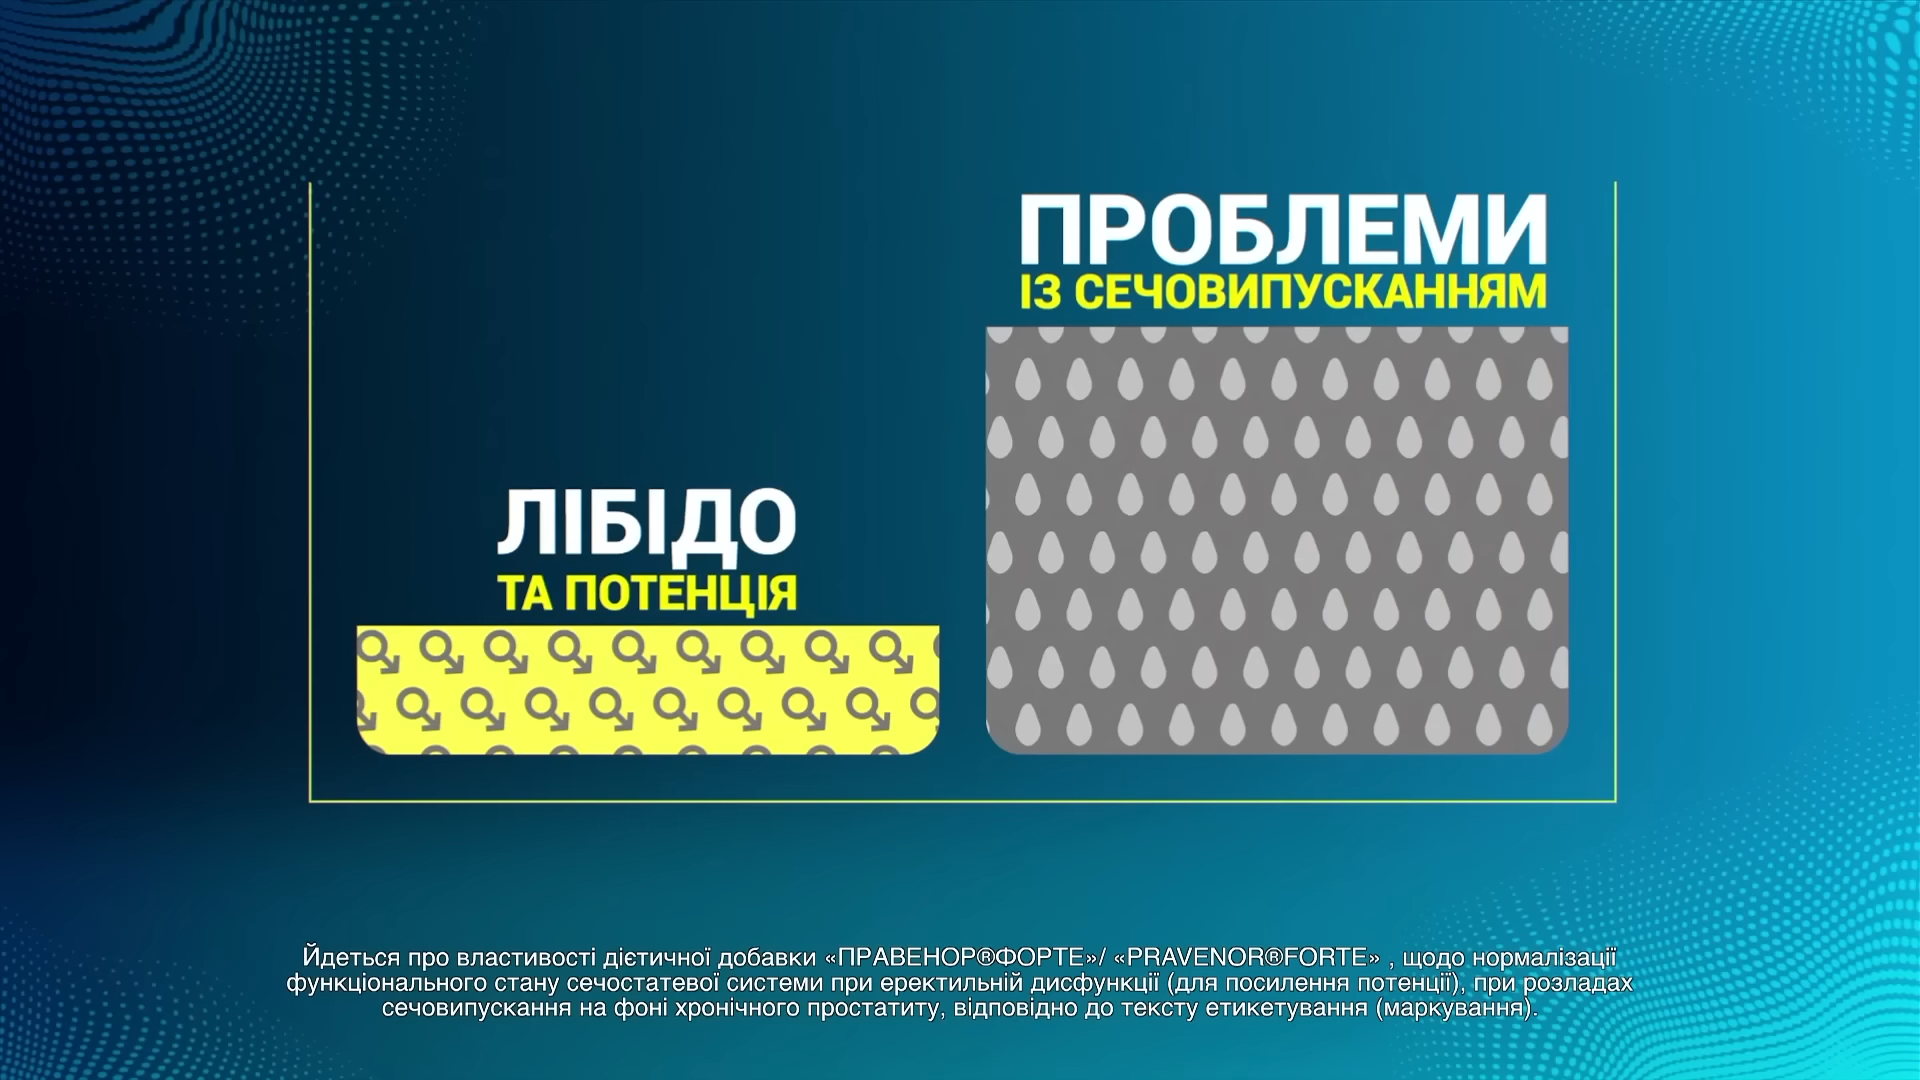 ПРОБЛЕМИ
ІЗ СЕЧОВИПУСКАННЯМ
ЛІБІДО
ТА ПОТЕНЦІЯ
Йдеться про властивості дієтичної добавки «ПРАВЕНОР®ФОРТЕ»/ «PRAVENOR®FORTE» , щодо нормалізації
функціонального стану сечостатевої системи при еректильній дисфункції (для посилення потенції), при розладах
сечовипускання на фоні хронічного простатиту, відповідно до тексту етикетування (маркування).